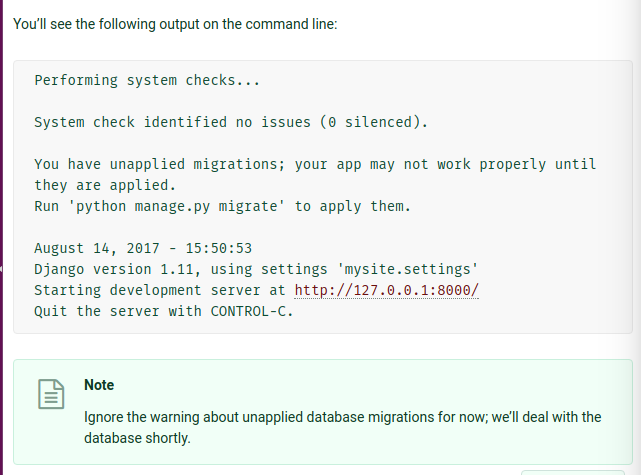 You’ll see the following output on the command line:
Performing system checks...
System check identified no issues (0 silenced).
You have unapplied migrations; your app may not work properly until
they are applied.
Run 'python manage.py migrate' to apply them.
August 14, 2017 - 15:50:53
Django version 1.11, using settings 'mysite.settings'
Starting development server at http://127.0.0.1:8000/
Quit the server with CONTROL-C.
Note
Ignore the warning about unapplied database migrations for now; we’ll deal with the
database shortly.